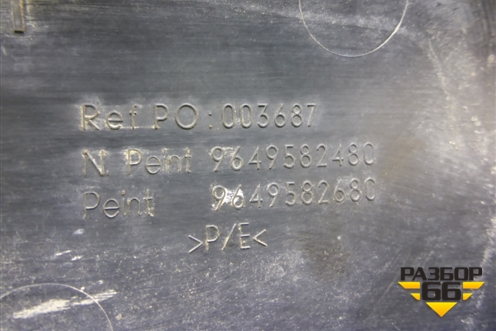 Ref.PO:003687
N. Peint 9649582480
Peint 9649582680
>P/E<
РАЗБОР
66